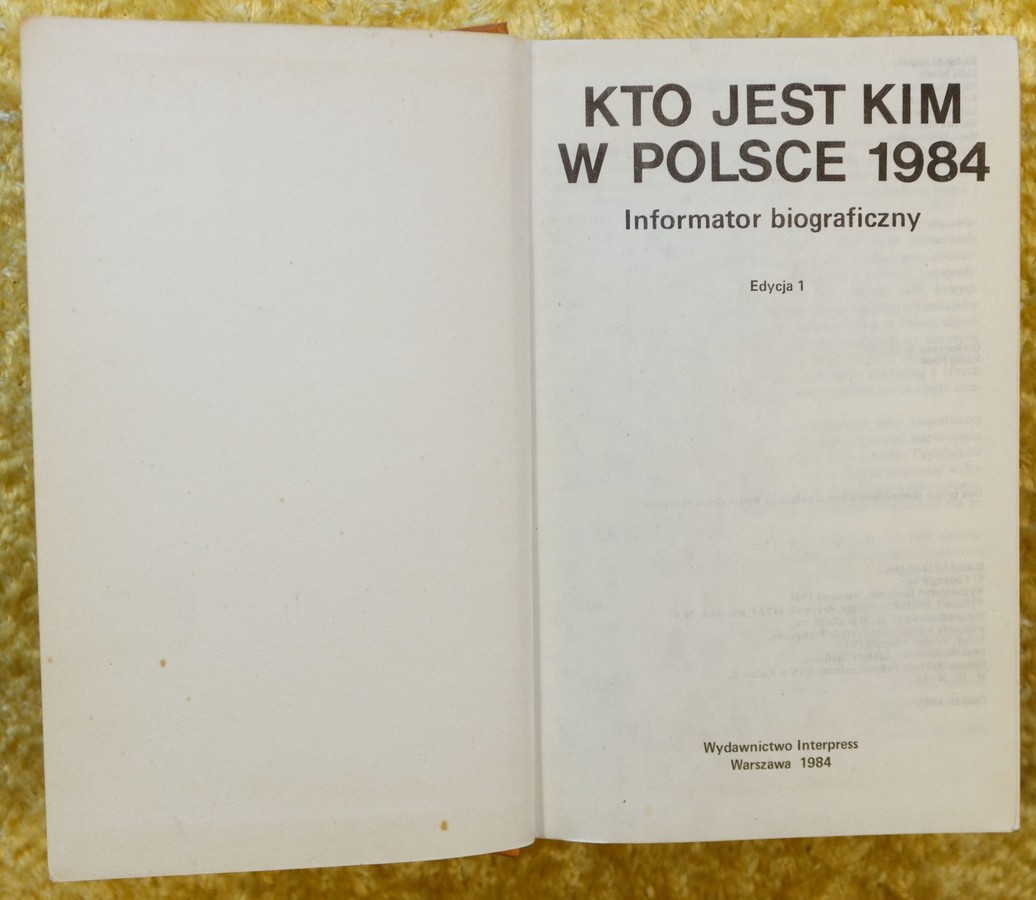 KTO JEST KIM
W POLSCE 1984
Informator biograficzny
Edycja 1
Wydawnictwo Interpress
Warszawa 1984